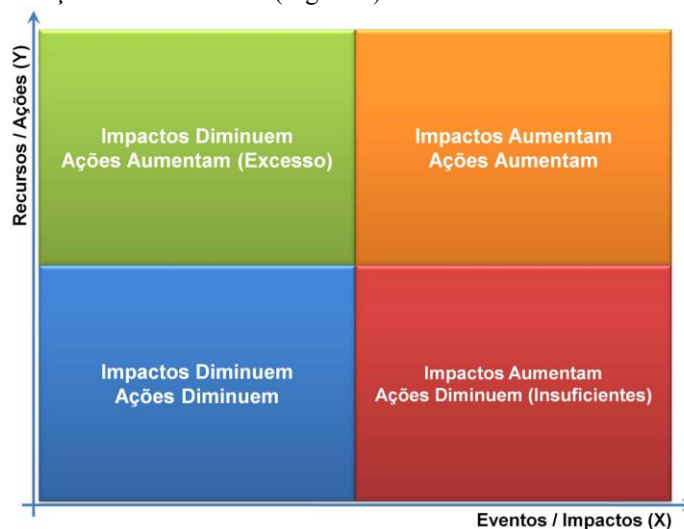 Recursos / Ações (Y)
Impactos Diminuem
Ações Aumentam (Excesso)
Impactos Aumentam
Ações Aumentam
Impactos Diminuem
Ações Diminuem
Impactos Aumentam
Ações Diminuem (Insuficientes)
Eventos / Impactos (X)